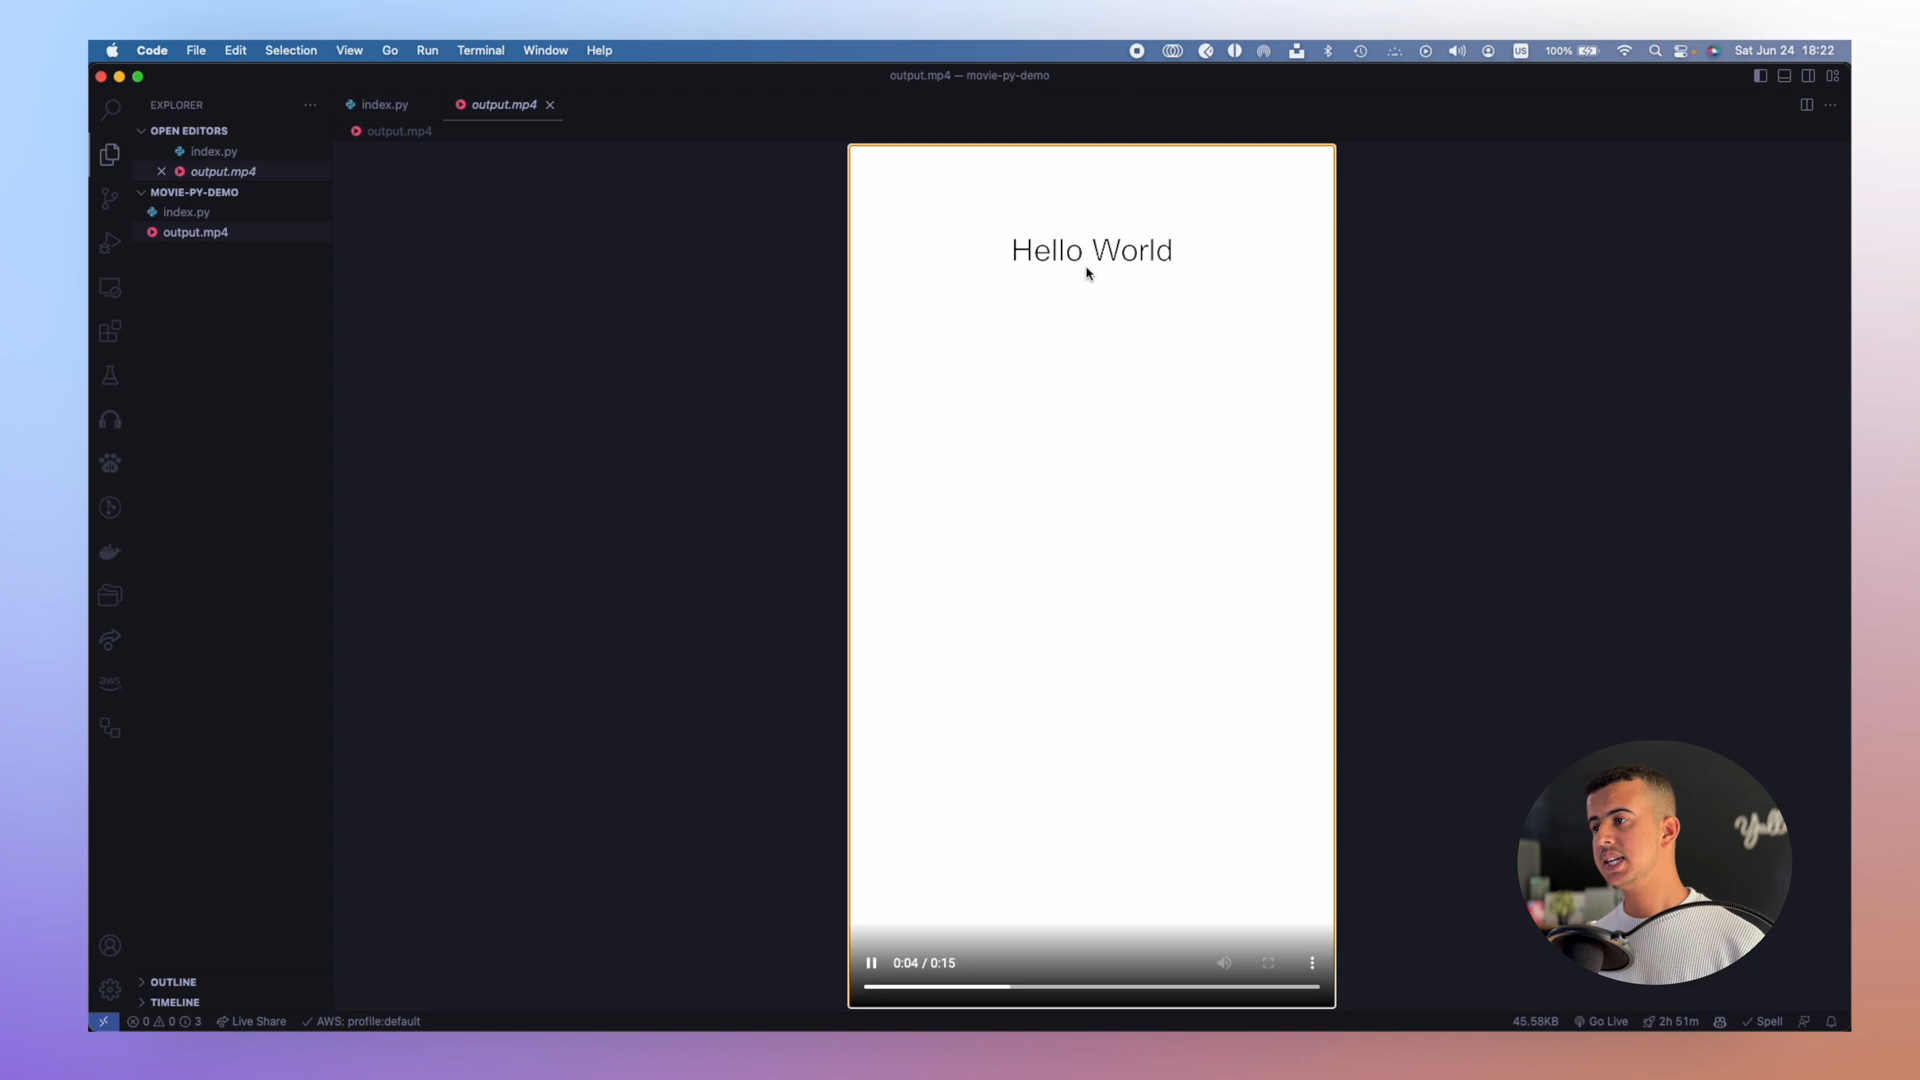 Code File Edit Selection View Go Run Terminal Window Help US 100% Sat Jun 24 18:22
output.mp4 — movie-py-demo
EXPLORER
index.py
output.mp4
OPEN EDITORS
output.mp4
index.py
output.mp4
MOVIE-PY-DEMO
index.py
output.mp4
Hello World
aws
0:04 / 0:15
OUTLINE
TIMELINE
0 0 3 Live Share AWS: profile:default 45.58KB Go Live 2h 51m Spell